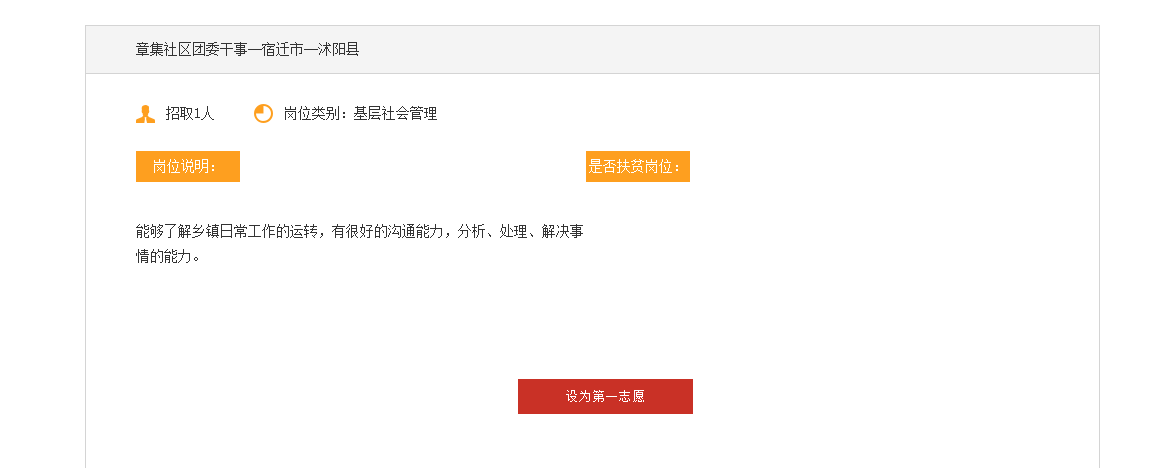 章集社区团委干事—宿迁市—沭阳县
招取1人 岗位类别：基层社会管理
岗位说明： 是否扶贫岗位：
能够了解乡镇日常工作的运转，有很好的沟通能力，分析、处理、解决事
情的能力。
设为第一志愿